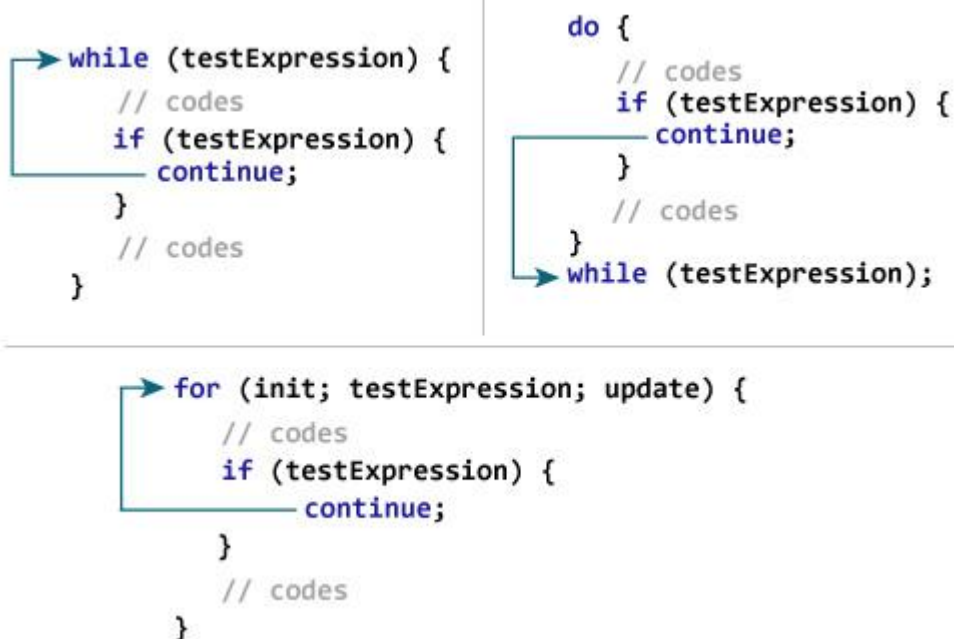 while (testExpression) {
// codes
if (testExpression) {
continue;
}
// codes
}
do {
// codes
if (testExpression) {
continue;
}
// codes
}
while (testExpression);
for (init; testExpression; update) {
// codes
if (testExpression) {
continue;
}
// codes
}